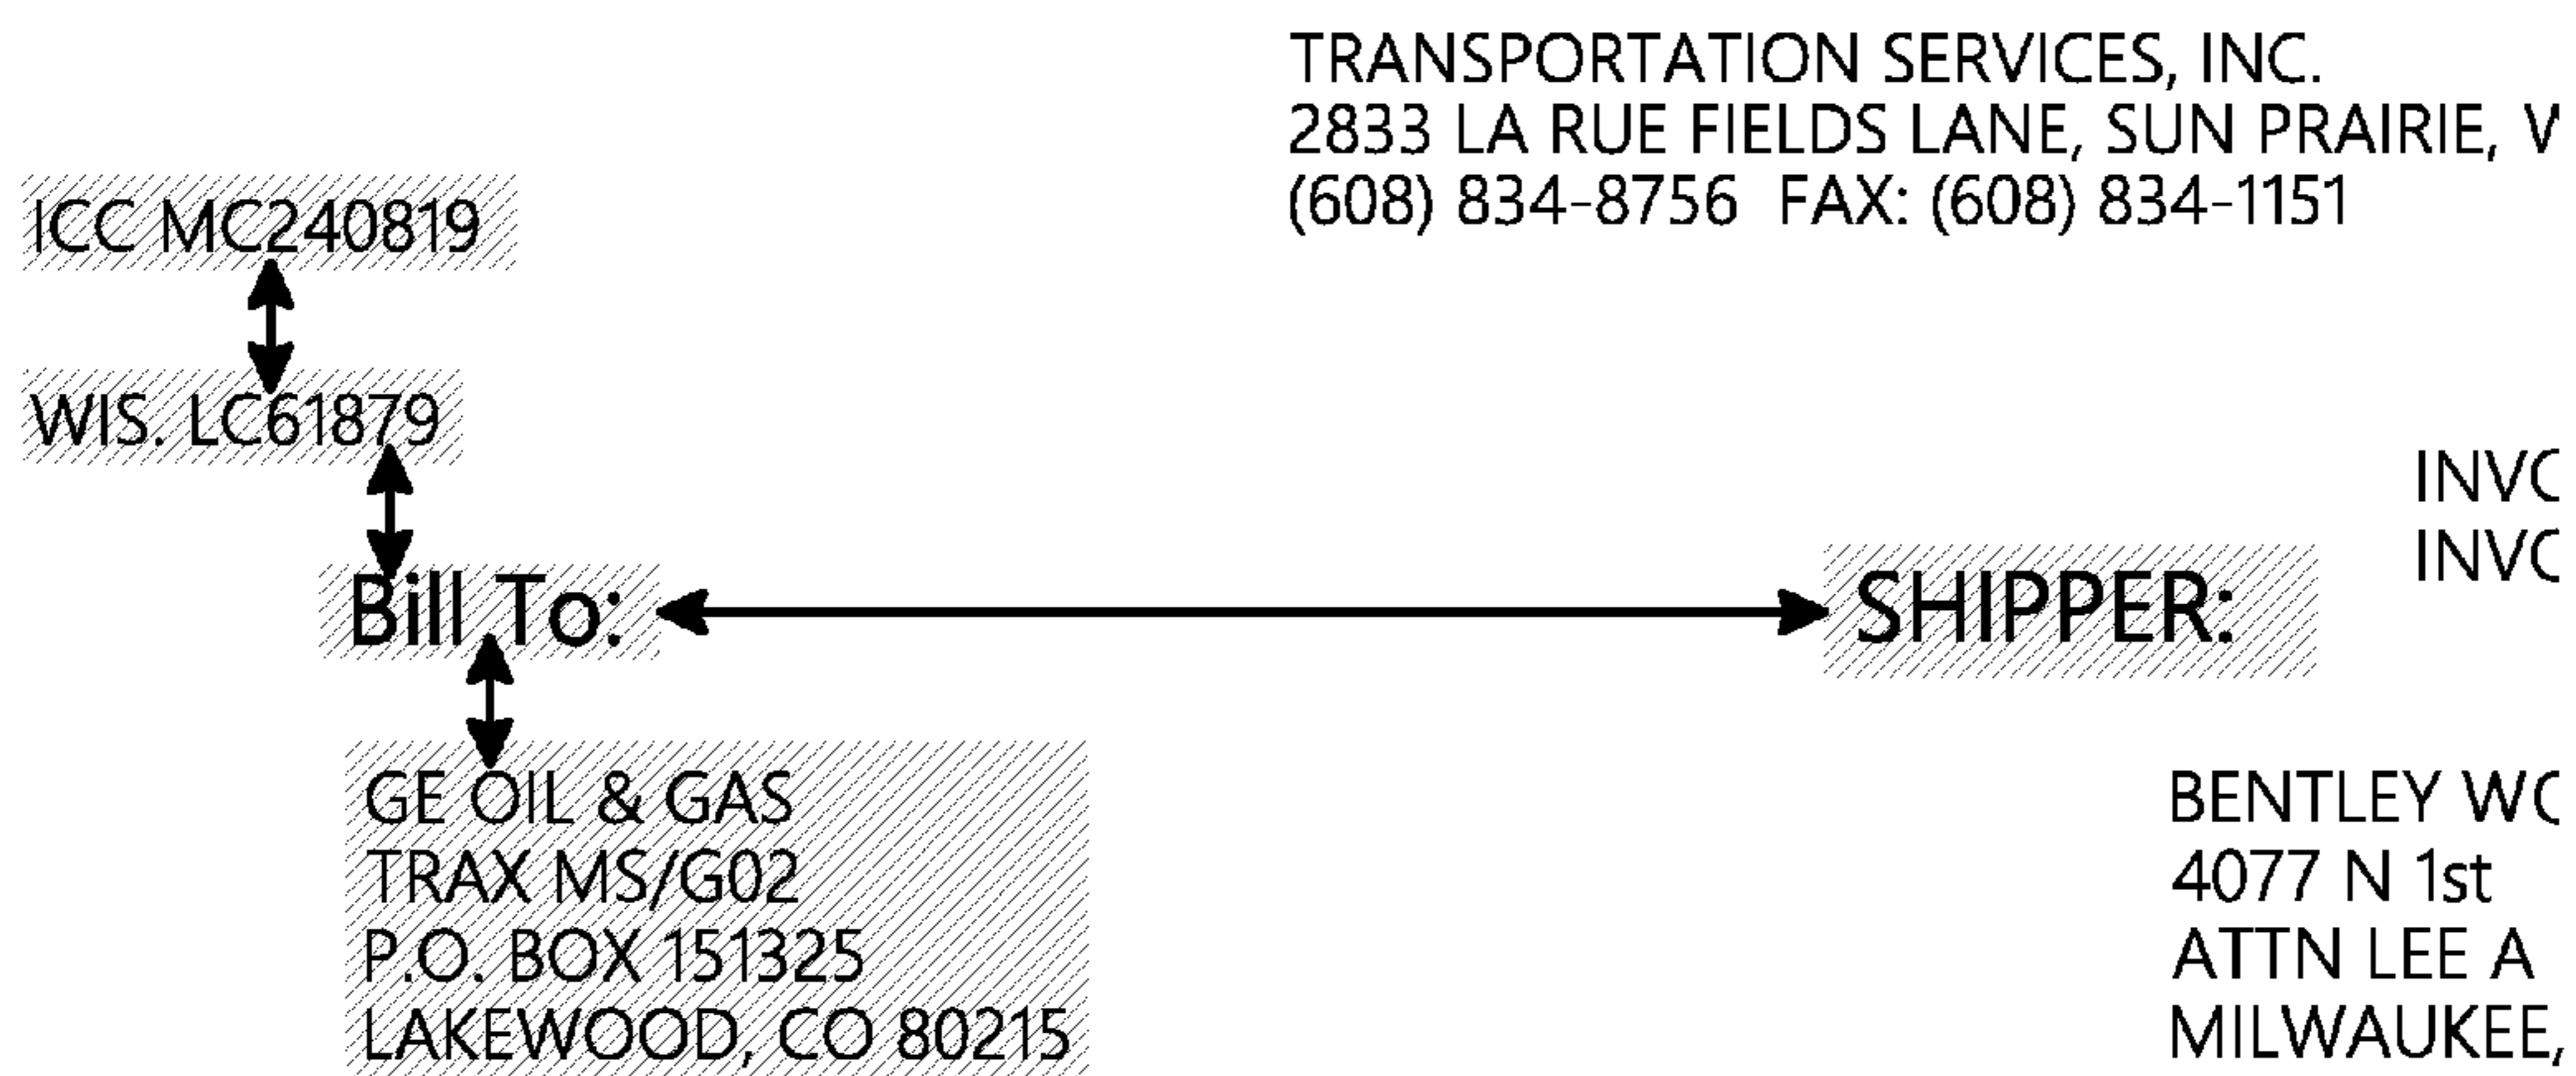 TRANSPORTATION SERVICES, INC.
2833 LA RUE FIELDS LANE, SUN PRAIRIE,
(608) 834-8756 FAX: (608) 834-1151
ICC MC240819
WIS. LC61879
Bill To:
SHIPPER:
GE OIL & GAS
TRAX MS/G02
P.O. BOX 151325
LAKEWOOD, CO 80215
BENTLEY
4077 N 1st
ATTN LEE A
MILWAUKEE,